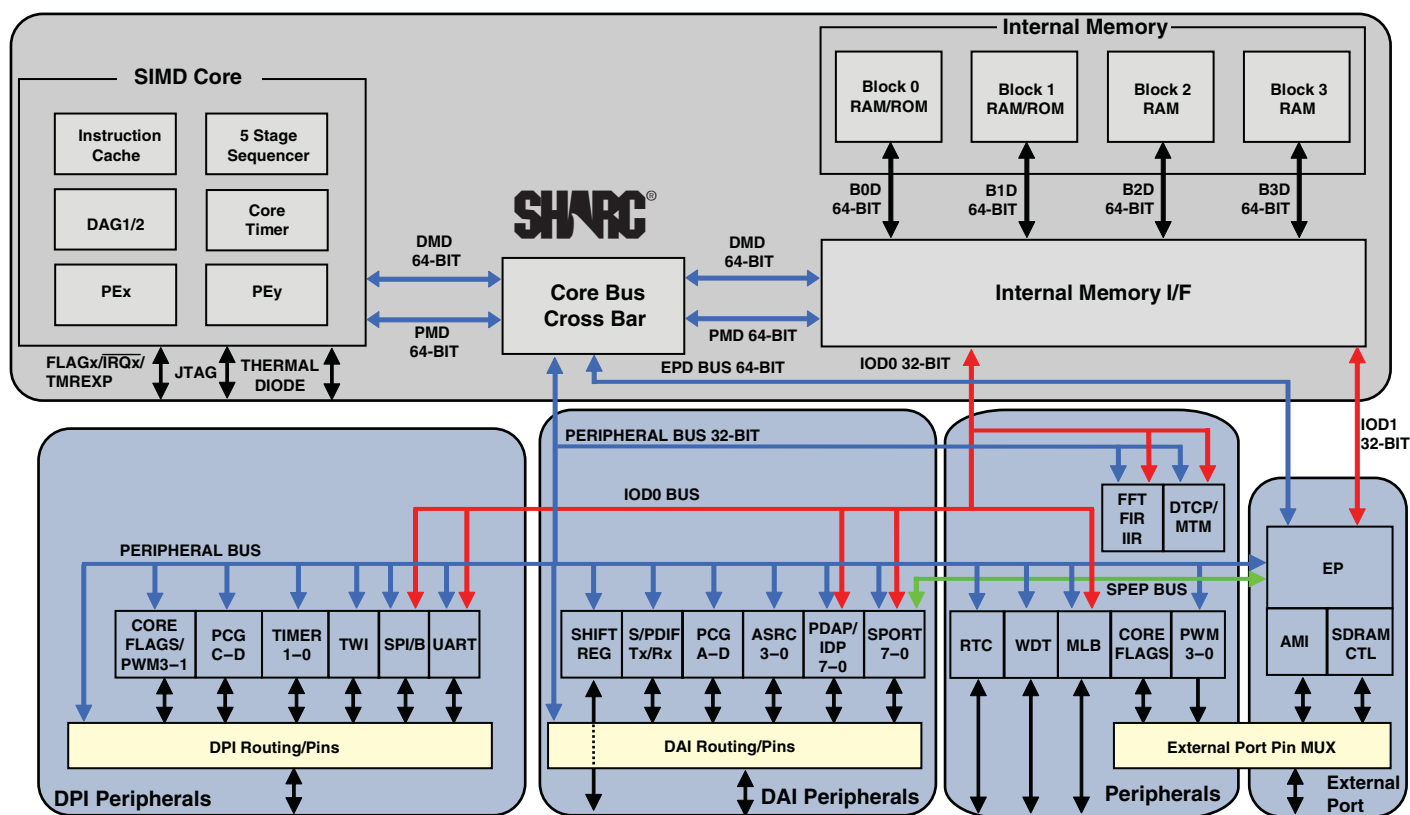 Internal Memory
SIMD Core
Block 0
RAM/ROM
Block 1
RAM/ROM
Block 2
RAM
Block 3
RAM
Instruction
Cache
5 Stage
Sequencer
B0D
64-BIT
B1D
64-BIT
B2D
64-BIT
B3D
64-BIT
DAG1/2
Core
Timer
SHARC®
DMD
64-BIT
DMD
64-BIT
PEx
PEy
Core Bus
Cross Bar
Internal Memory I/F
PMD
64-BIT
PMD 64-BIT
FLAGx/IRQx/
TMREXP
JTAG
THERMAL
DIODE
EPD BUS 64-BIT
IOD0 32-BIT
PERIPHERAL BUS 32-BIT
IOD1
32-BIT
IOD0 BUS
FFT
FIR
IIR
DTCP/
MTM
PERIPHERAL BUS
EP
SPEP BUS
CORE
FLAGS/
PWM3–1
PCG
C–D
TIMER
1–0
TWI
SPI/B
UART
SHIFT
REG
S/PDIF
Tx/Rx
PCG
A–D
ASRC
3–0
PDAP/
IDP
7–0
SPORT
7–0
RTC
WDT
MLB
CORE
FLAGS
PWM
3–0
AMI
SDRAM
CTL
DPI Routing/Pins
DAI Routing/Pins
External Port Pin MUX
DPI Peripherals
DAI Peripherals
Peripherals
External
Port